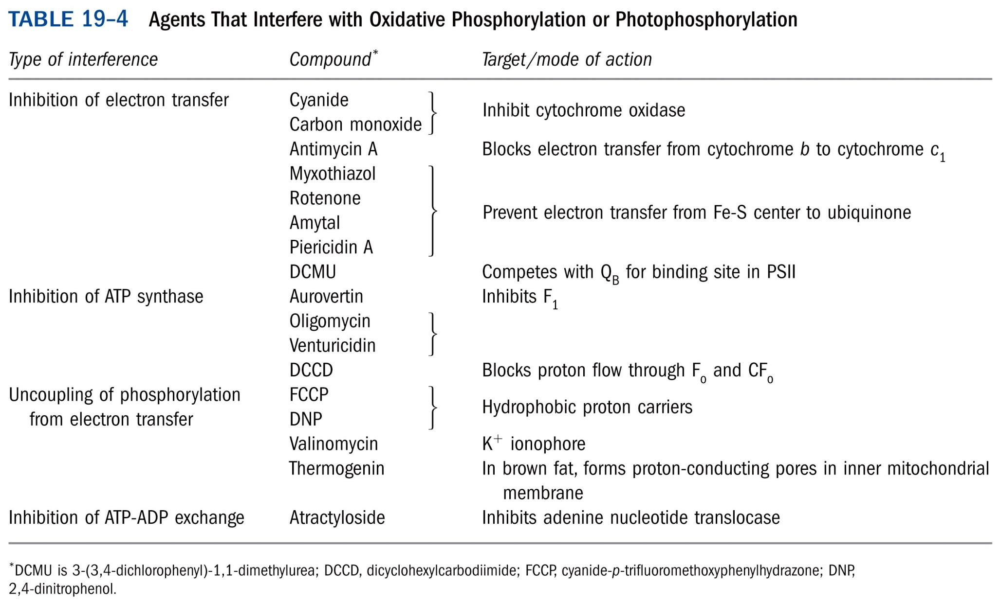 TABLE 19–4 Agents That Interfere with Oxidative Phosphorylation or Photophosphorylation
Type of interference Compound* Target/mode of action
Inhibition of electron transfer Cyanide
Inhibit cytochrome oxidase
Carbon monoxide
Antimycin A Blocks electron transfer from cytochrome b to cytochrome c₁
Myxothiazol
Rotenone
Prevent electron transfer from Fe-S center to ubiquinone
Amytal
Piericidin A
DCMU Competes with Q_B for binding site in PSII
Inhibition of ATP synthase Aurovertin Inhibits F₁
Oligomycin
Venturicidin
DCCD Blocks proton flow through Fₒ and CFₒ
Uncoupling of phosphorylation FCCP
Hydrophobic proton carriers
from electron transfer DNP
Valinomycin K⁺ ionophore
Thermogenin In brown fat, forms proton-conducting pores in inner mitochondrial
membrane
Inhibition of ATP-ADP exchange Atractyloside Inhibits adenine nucleotide translocase
*DCMU is 3-(3,4-dichlorophenyl)-1,1-dimethylurea; DCCD, dicyclohexylcarbodiimide; FCCP, cyanide-p-trifluoromethoxyphenylhydrazone; DNP,
2,4-dinitrophenol.